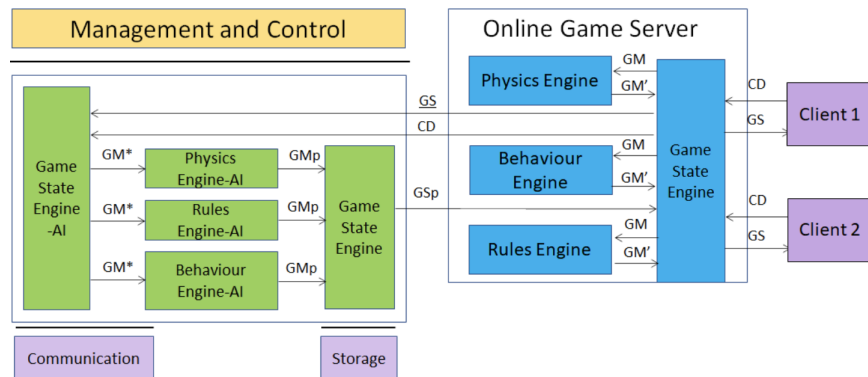 Management and Control
Online Game Server
Physics Engine
GM
GM'
CD
GS
Client 1
GS
CD
Game
State
Engine
-AI
GM*
Physics
Engine-AI
GMp
GM*
Rules
Engine-AI
GMp
GM*
Behaviour
Engine-AI
GMp
Game
State
Engine
GSp
Behaviour
Engine
GM
GM'
Rules Engine
GM
GM'
Game
State
Engine
CD
GS
Client 2
Communication
Storage